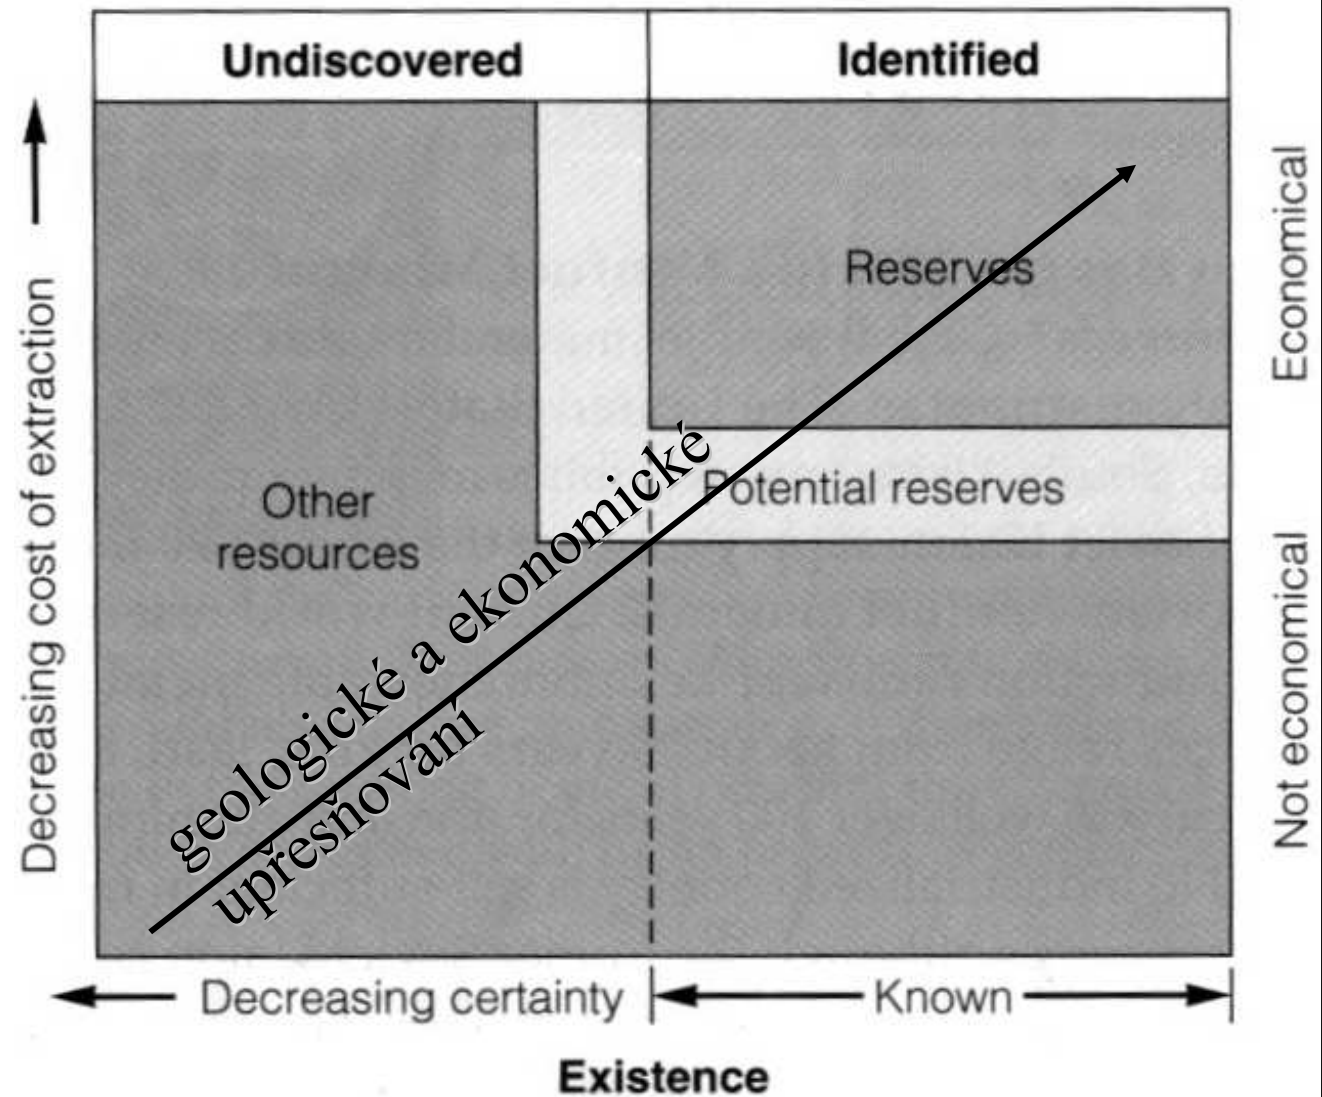 Undiscovered
Identified
Decreasing cost of extraction
Economical
Reserves
Potential reserves
Other
resources
geologické a ekonomické
upřesňování
Not economical
Decreasing certainty
Known
Existence